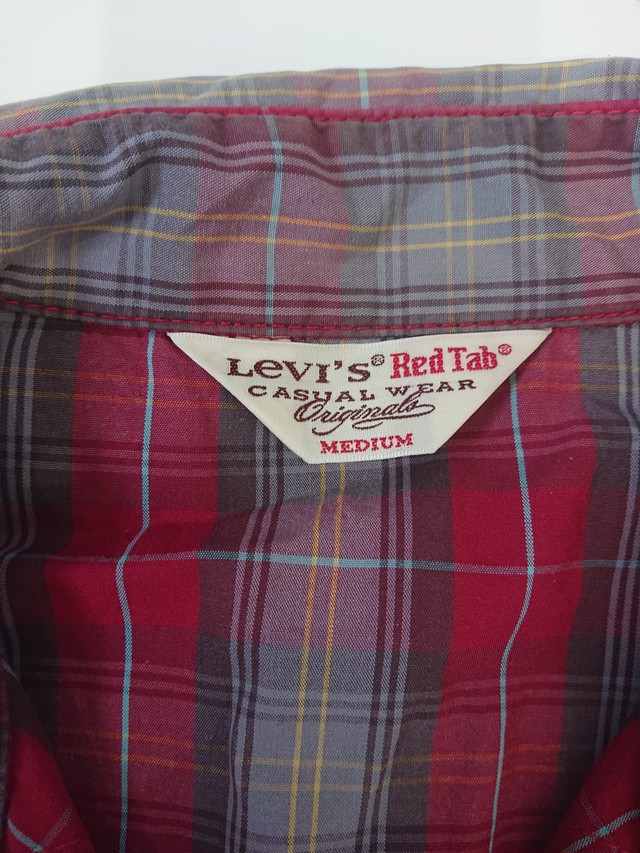 Levi's® Red Tab®
CASUAL WEAR
Originals
MEDIUM